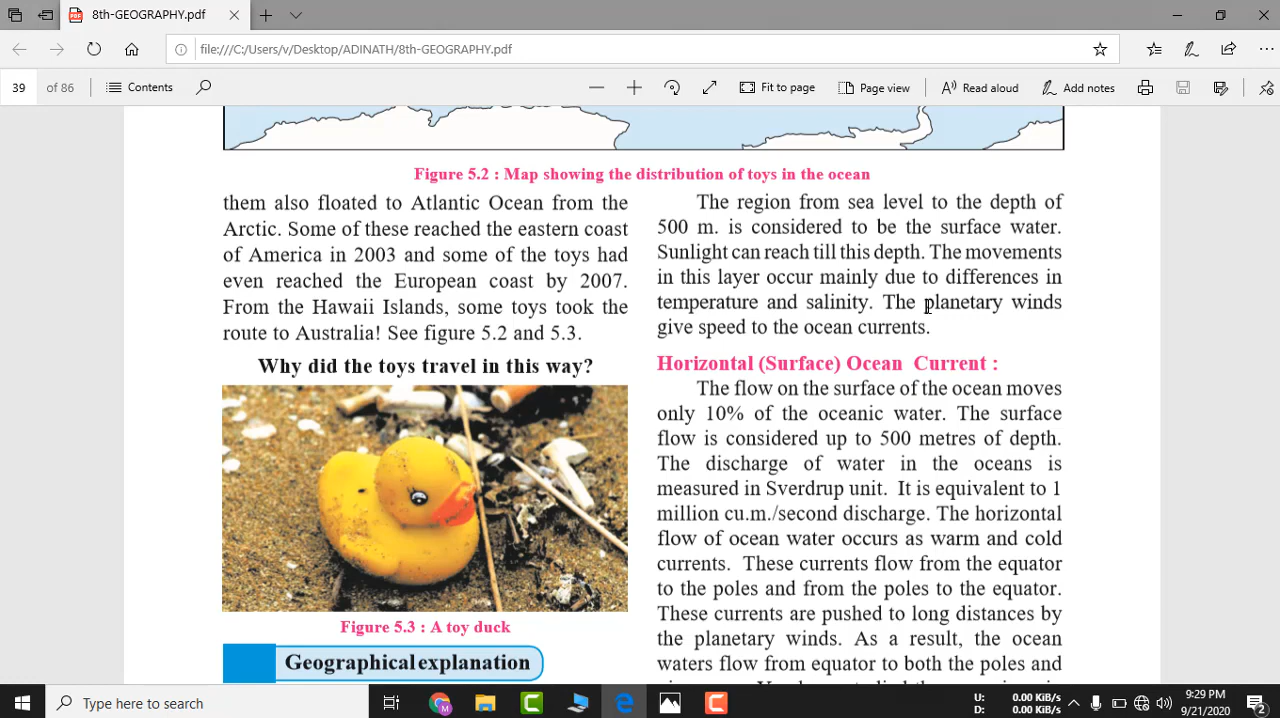 8th-GEOGRAPHY.pdf
file:///C:/Users/v/Desktop/ADINATH/8th-GEOGRAPHY.pdf
39 of 86 Contents Fit to page Page view Read aloud Add notes
Figure 5.2 : Map showing the distribution of toys in the ocean
them also floated to Atlantic Ocean from the
Arctic. Some of these reached the eastern coast
of America in 2003 and some of the toys had
even reached the European coast by 2007.
From the Hawaii Islands, some toys took the
route to Australia! See figure 5.2 and 5.3.
Why did the toys travel in this way?
Figure 5.3 : A toy duck
Geographical explanation
The region from sea level to the depth of
500 m. is considered to be the surface water.
Sunlight can reach till this depth. The movements
in this layer occur mainly due to differences in
temperature and salinity. The planetary winds
give speed to the ocean currents.
Horizontal (Surface) Ocean Current :
The flow on the surface of the ocean moves
only 10% of the oceanic water. The surface
flow is considered up to 500 metres of depth.
The discharge of water in the oceans is
measured in Sverdrup unit. It is equivalent to 1
million cu.m./second discharge. The horizontal
flow of ocean water occurs as warm and cold
currents. These currents flow from the equator
to the poles and from the poles to the equator.
These currents are pushed to long distances by
the planetary winds. As a result, the ocean
waters flow from equator to both the poles and
Type here to search
U: 0.00 KiB/s
D: 0.00 KiB/s
9:29 PM
9/21/2020